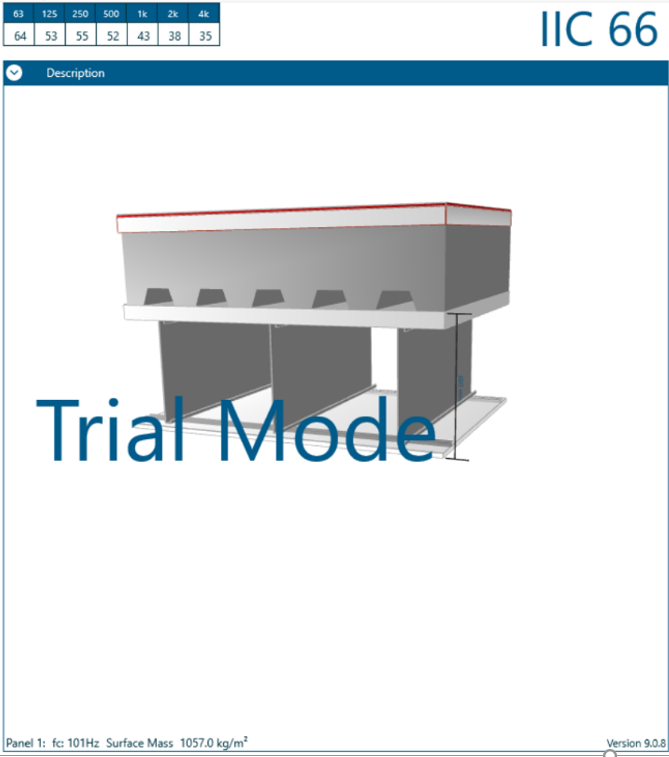 63 125 250 500 1k 2k 4k
64 53 55 52 43 38 35
IIC 66
Description
Trial Mode
Panel 1: fc: 101Hz Surface Mass 1057.0 kg/m²
Version 9.0.8